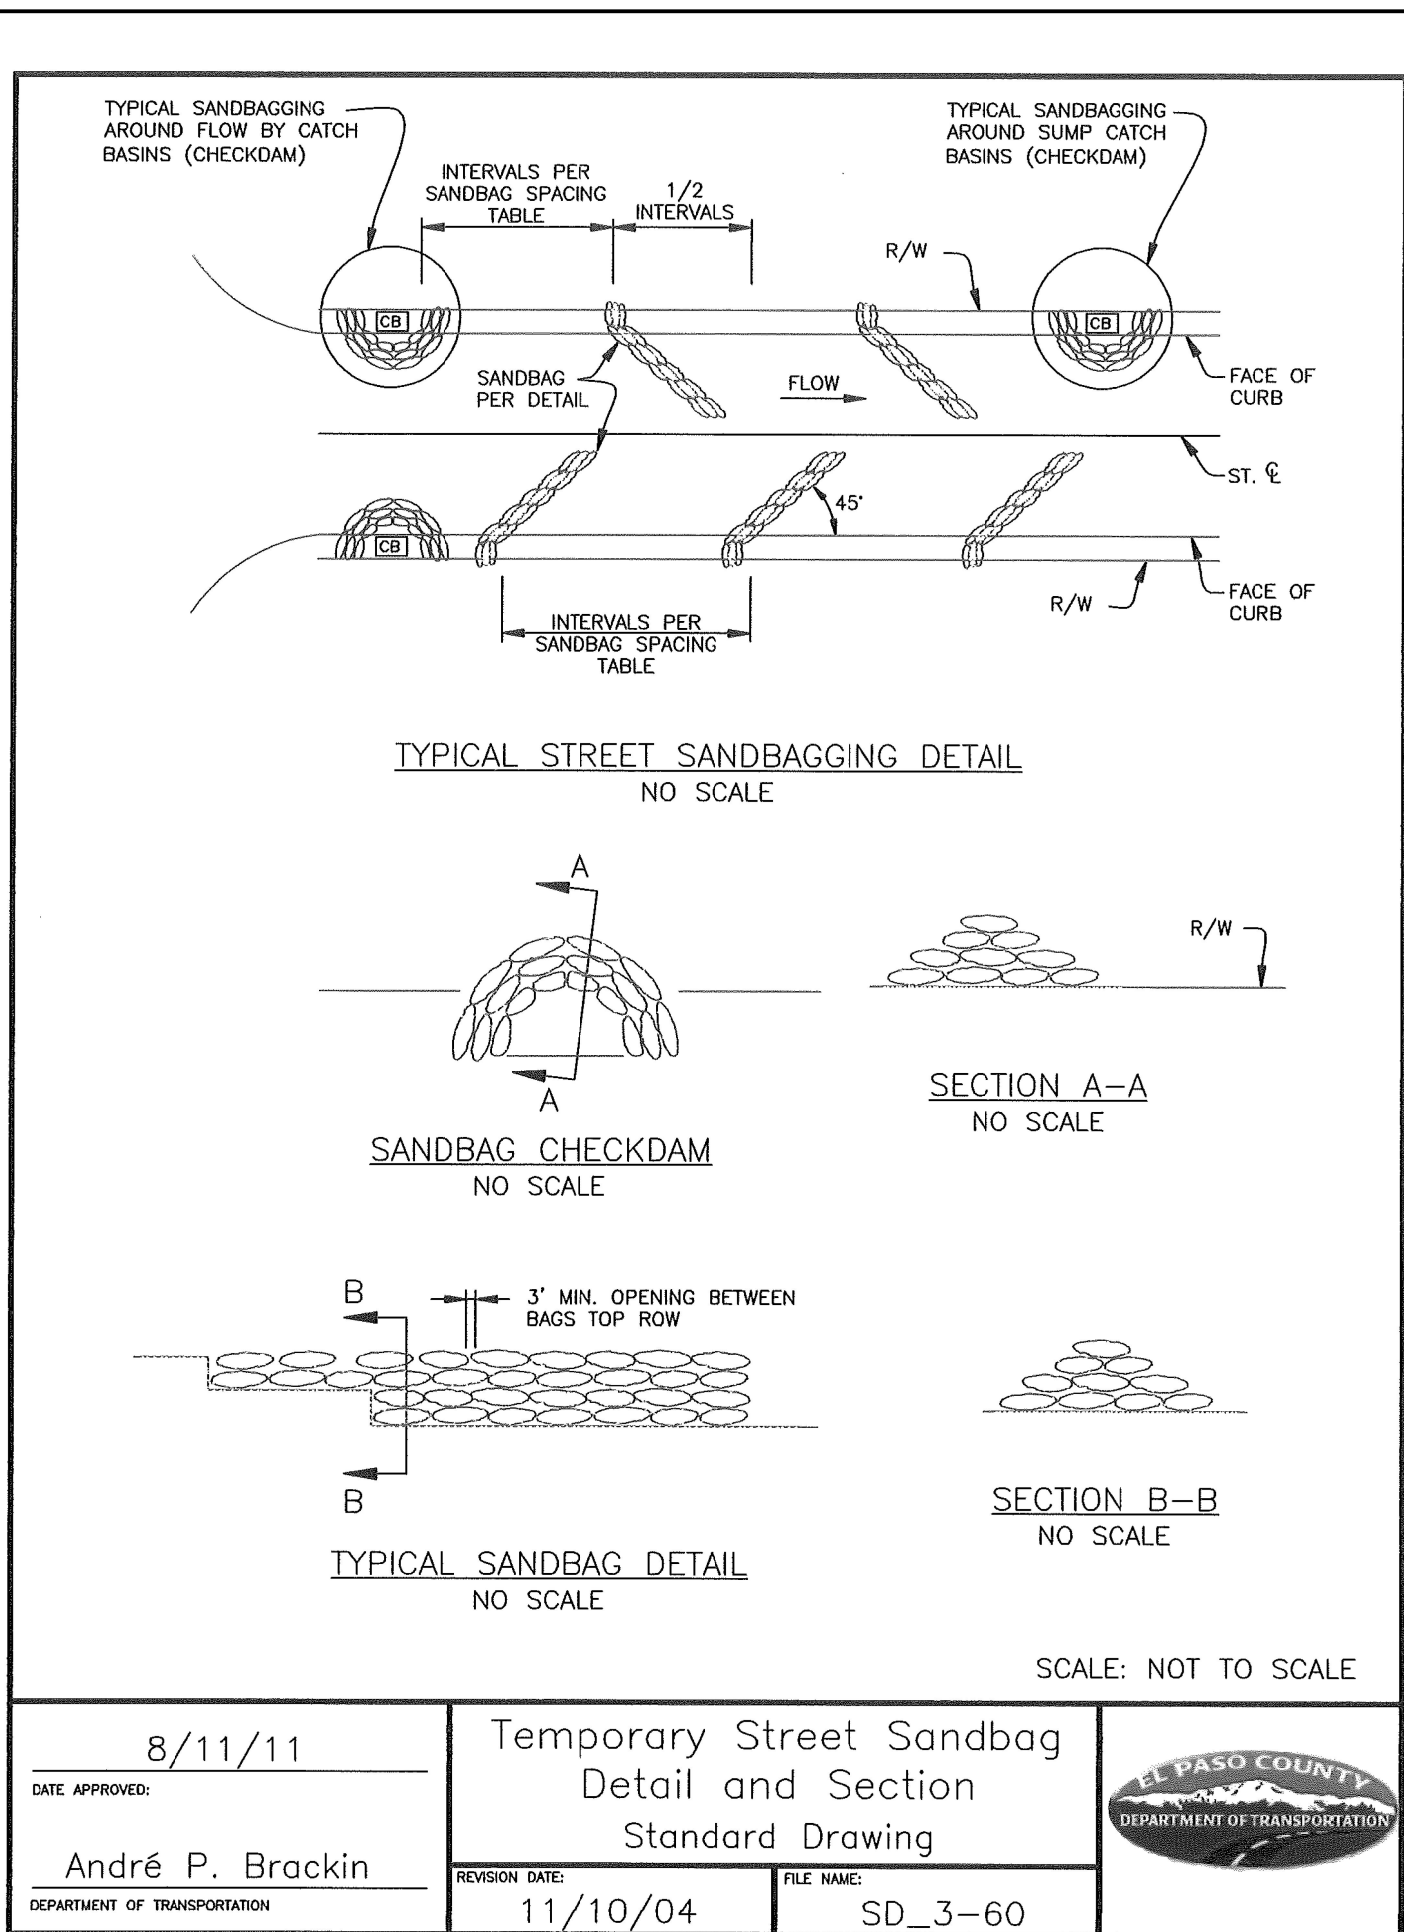 TYPICAL SANDBAGGING
AROUND FLOW BY CATCH
BASINS (CHECKDAM)
TYPICAL SANDBAGGING
AROUND SUMP CATCH
BASINS (CHECKDAM)
INTERVALS PER
SANDBAG SPACING
TABLE
1/2
INTERVALS
R/W
CB
CB
SANDBAG
PER DETAIL
FLOW
FACE OF
CURB
ST. ℄
45°
CB
FACE OF
CURB
R/W
INTERVALS PER
SANDBAG SPACING
TABLE
TYPICAL STREET SANDBAGGING DETAIL
NO SCALE
A
A
SANDBAG CHECKDAM
NO SCALE
R/W
SECTION A-A
NO SCALE
B
3' MIN. OPENING BETWEEN
BAGS TOP ROW
B
TYPICAL SANDBAG DETAIL
NO SCALE
SECTION B-B
NO SCALE
SCALE: NOT TO SCALE
8/11/11
DATE APPROVED:
André P. Brackin
DEPARTMENT OF TRANSPORTATION
Temporary Street Sandbag
Detail and Section
Standard Drawing
REVISION DATE:
11/10/04
FILE NAME:
SD_3-60
EL PASO COUNTY
DEPARTMENT OF TRANSPORTATION